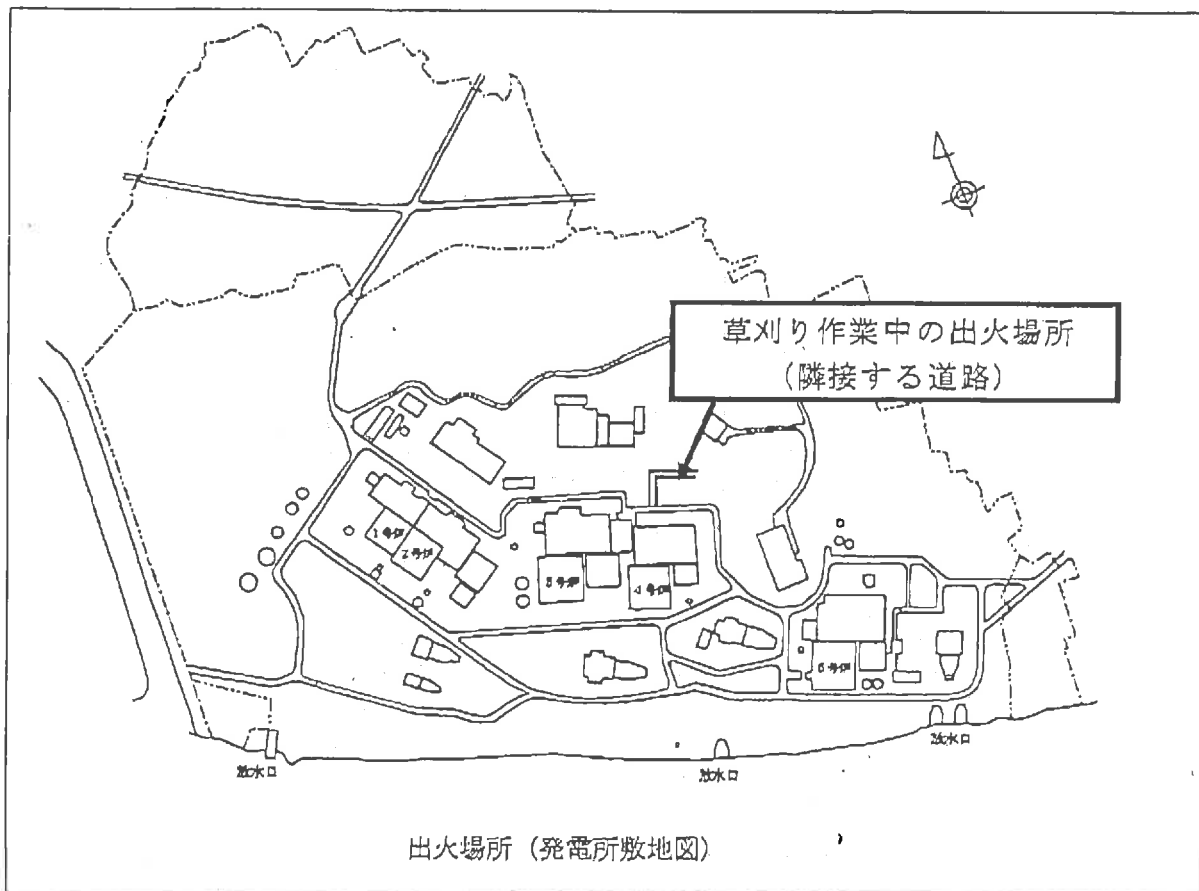 草刈り作業中の出火場所
(隣接する道路)
1号炉
2号炉
3号炉
4号炉
5号炉
放水口
放水口
放水口
出火場所 (発電所敷地図)